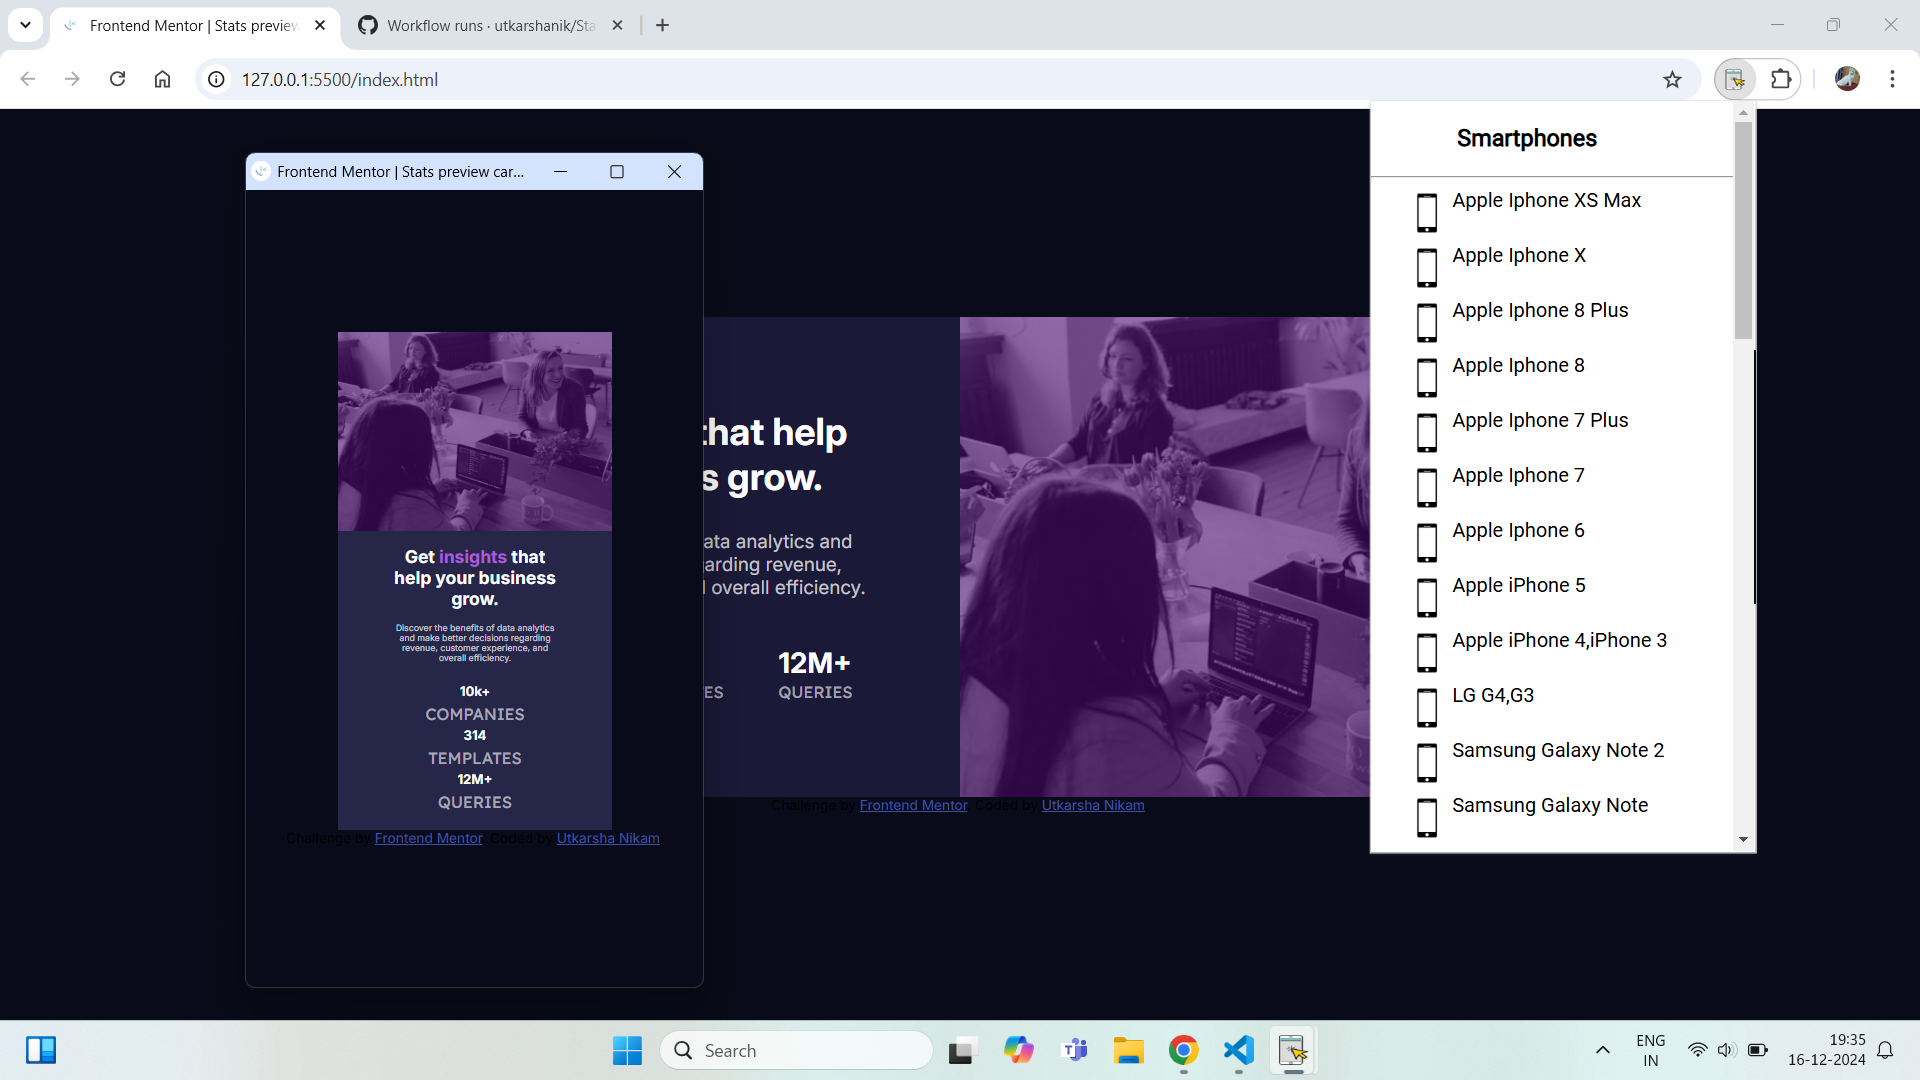 Frontend Mentor | Stats preview
Workflow runs · utkarshanik/Sta
127.0.0.1:5500/index.html
Smartphones
Apple Iphone XS Max
Apple Iphone X
Apple Iphone 8 Plus
Apple Iphone 8
Apple Iphone 7 Plus
Apple Iphone 7
Apple Iphone 6
Apple iPhone 5
Apple iPhone 4,iPhone 3
LG G4,G3
Samsung Galaxy Note 2
Samsung Galaxy Note
Frontend Mentor | Stats preview car...
Get insights that
help your business
grow.
Discover the benefits of data analytics
and make better decisions regarding
revenue, customer experience, and
overall efficiency.
10k+
COMPANIES
314
TEMPLATES
12M+
QUERIES
Challenge by Frontend Mentor. Coded by Utkarsha Nikam
that help
s grow.
ata analytics and
arding revenue,
overall efficiency.
12M+
ES QUERIES
Challenge by Frontend Mentor. Coded by Utkarsha Nikam
Search
ENG
IN
19:35
16-12-2024